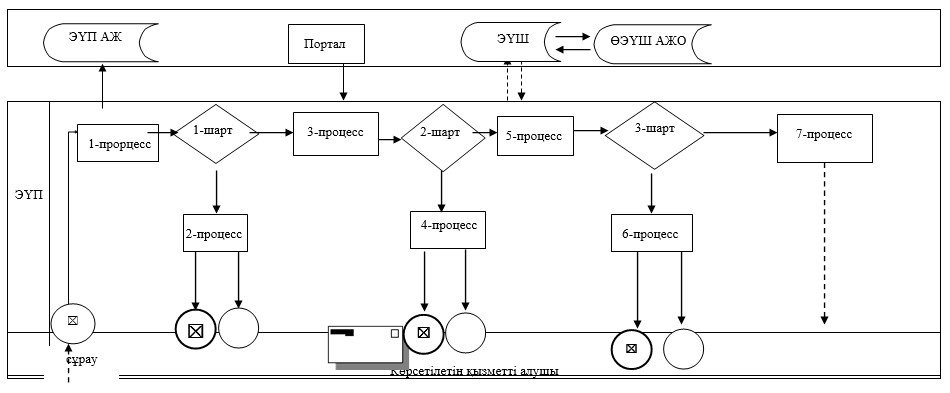 ЭҮП АЖ
Портал
ЭҮШ
ӨЭҮШ АЖО
1-прорцесс
1-шарт
3-процесс
2-шарт
5-процесс
3-шарт
7-процесс
ЭҮП
2-процесс
4-процесс
6-процесс
сұрау
Көрсетілетін қызметті алушы